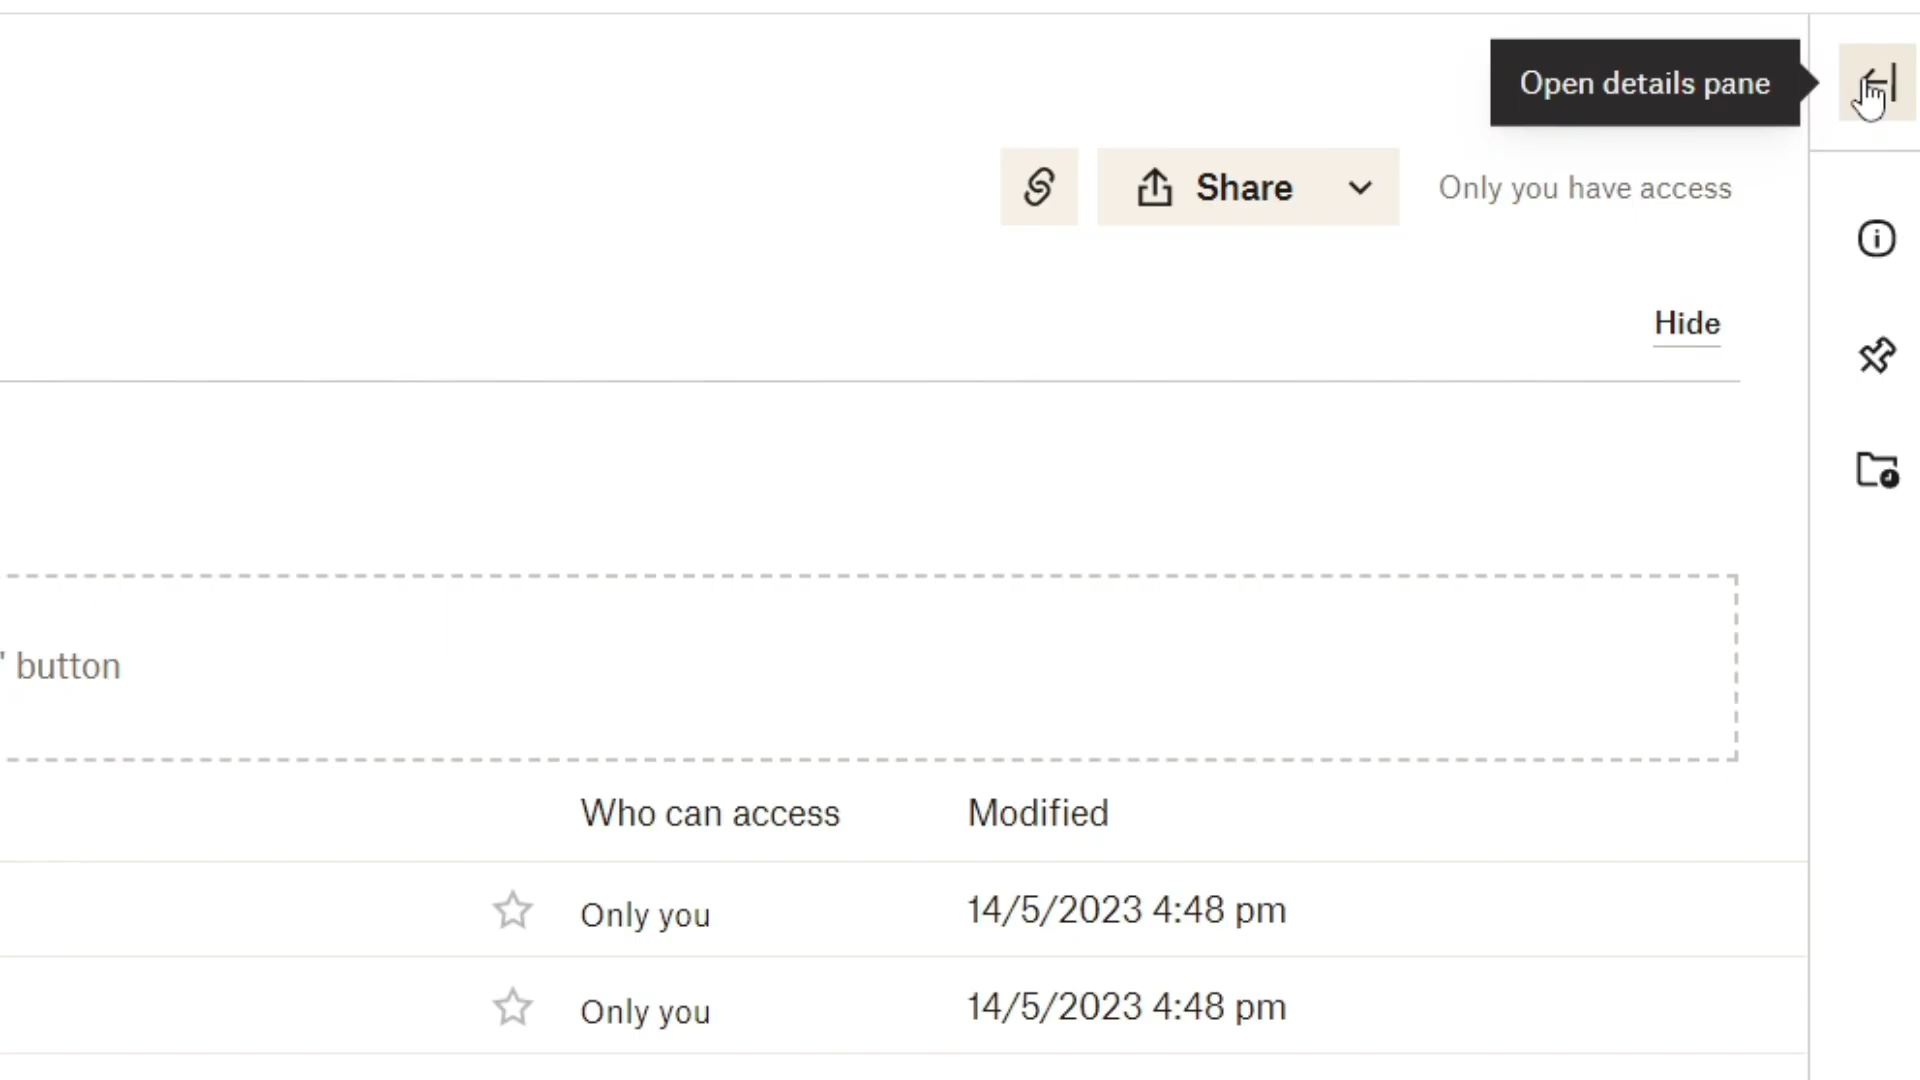 Open details pane
Share
Only you have access
Hide
' button
Who can access
Modified
Only you
14/5/2023 4:48 pm
Only you
14/5/2023 4:48 pm